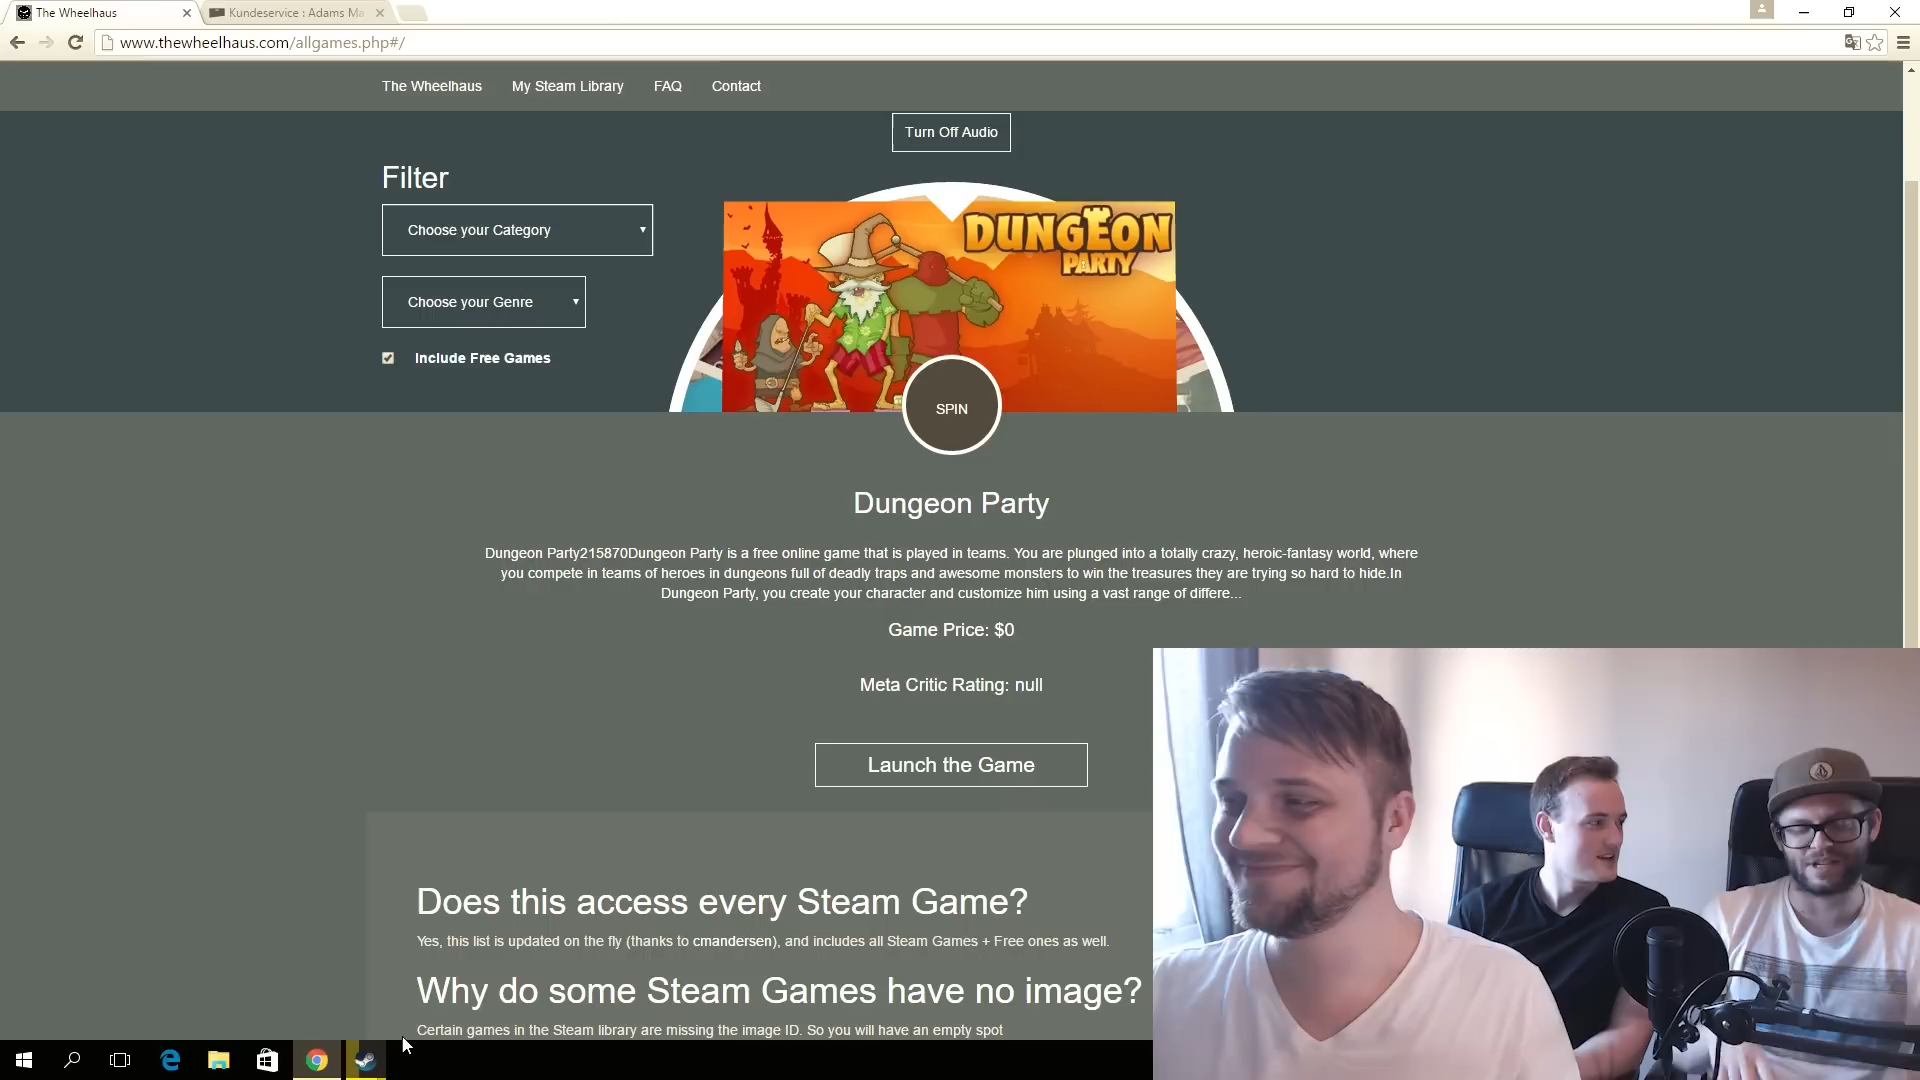 The Wheelhaus
Kundeservice : Adams Ma
www.thewheelhaus.com/allgames.php#/
The Wheelhaus My Steam Library FAQ Contact
Turn Off Audio
Filter
Choose your Category
Choose your Genre
Include Free Games
DUNGEON
PARTY
SPIN
Dungeon Party
Dungeon Party215870Dungeon Party is a free online game that is played in teams. You are plunged into a totally crazy, heroic-fantasy world, where
you compete in teams of heroes in dungeons full of deadly traps and awesome monsters to win the treasures they are trying so hard to hide.In
Dungeon Party, you create your character and customize him using a vast range of differe...
Game Price: $0
Meta Critic Rating: null
Launch the Game
Does this access every Steam Game?
Yes, this list is updated on the fly (thanks to cmandersen), and includes all Steam Games + Free ones as well.
Why do some Steam Games have no image?
Certain games in the Steam library are missing the image ID. So you will have an empty spot